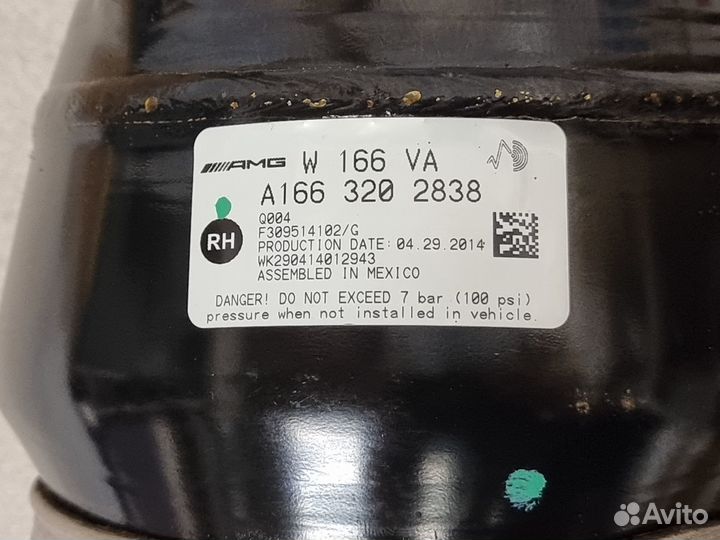 AMG W 166 VA
A166 320 2838
Q004
F309514102/G
RH
PRODUCTION DATE: 04.29.2014
WK290414012943
ASSEMBLED IN MEXICO
DANGER! DO NOT EXCEED 7 bar (100 psi)
pressure when not installed in vehicle.
Avito